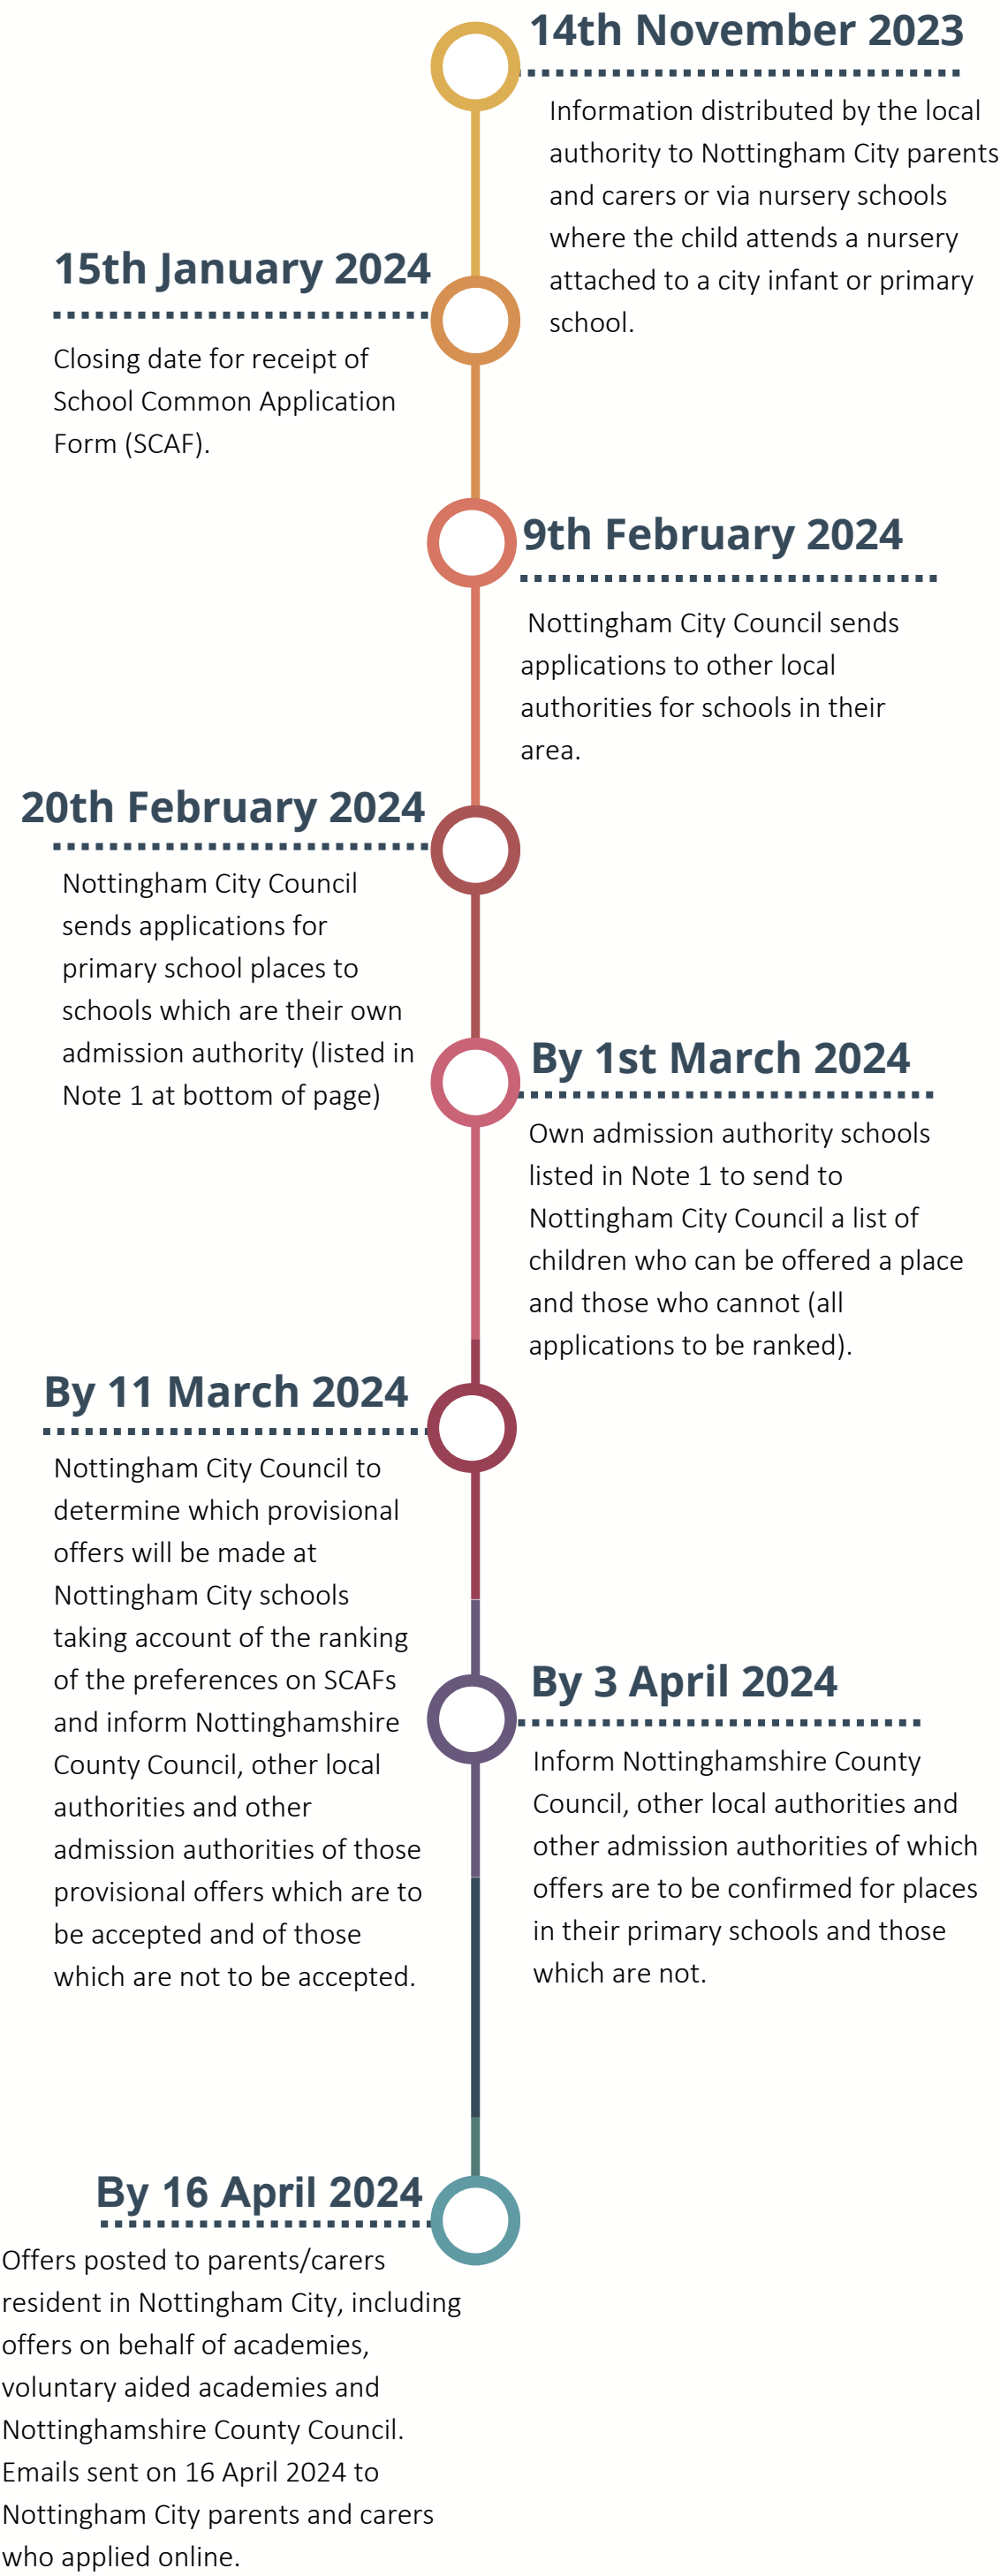 14th November 2023
Information distributed by the local
authority to Nottingham City parents
and carers or via nursery schools
where the child attends a nursery
attached to a city infant or primary
school.
15th January 2024
Closing date for receipt of
School Common Application
Form (SCAF).
9th February 2024
Nottingham City Council sends
applications to other local
authorities for schools in their
area.
20th February 2024
Nottingham City Council
sends applications for
primary school places to
schools which are their own
admission authority (listed in
Note 1 at bottom of page)
By 1st March 2024
Own admission authority schools
listed in Note 1 to send to
Nottingham City Council a list of
children who can be offered a place
and those who cannot (all
applications to be ranked).
By 11 March 2024
Nottingham City Council to
determine which provisional
offers will be made at
Nottingham City schools
taking account of the ranking
of the preferences on SCAFs
and inform Nottinghamshire
County Council, other local
authorities and other
admission authorities of those
provisional offers which are to
be accepted and of those
which are not to be accepted.
By 3 April 2024
Inform Nottinghamshire County
Council, other local authorities and
other admission authorities of which
offers are to be confirmed for places
in their primary schools and those
which are not.
By 16 April 2024
Offers posted to parents/carers
resident in Nottingham City, including
offers on behalf of academies,
voluntary aided academies and
Nottinghamshire County Council.
Emails sent on 16 April 2024 to
Nottingham City parents and carers
who applied online.